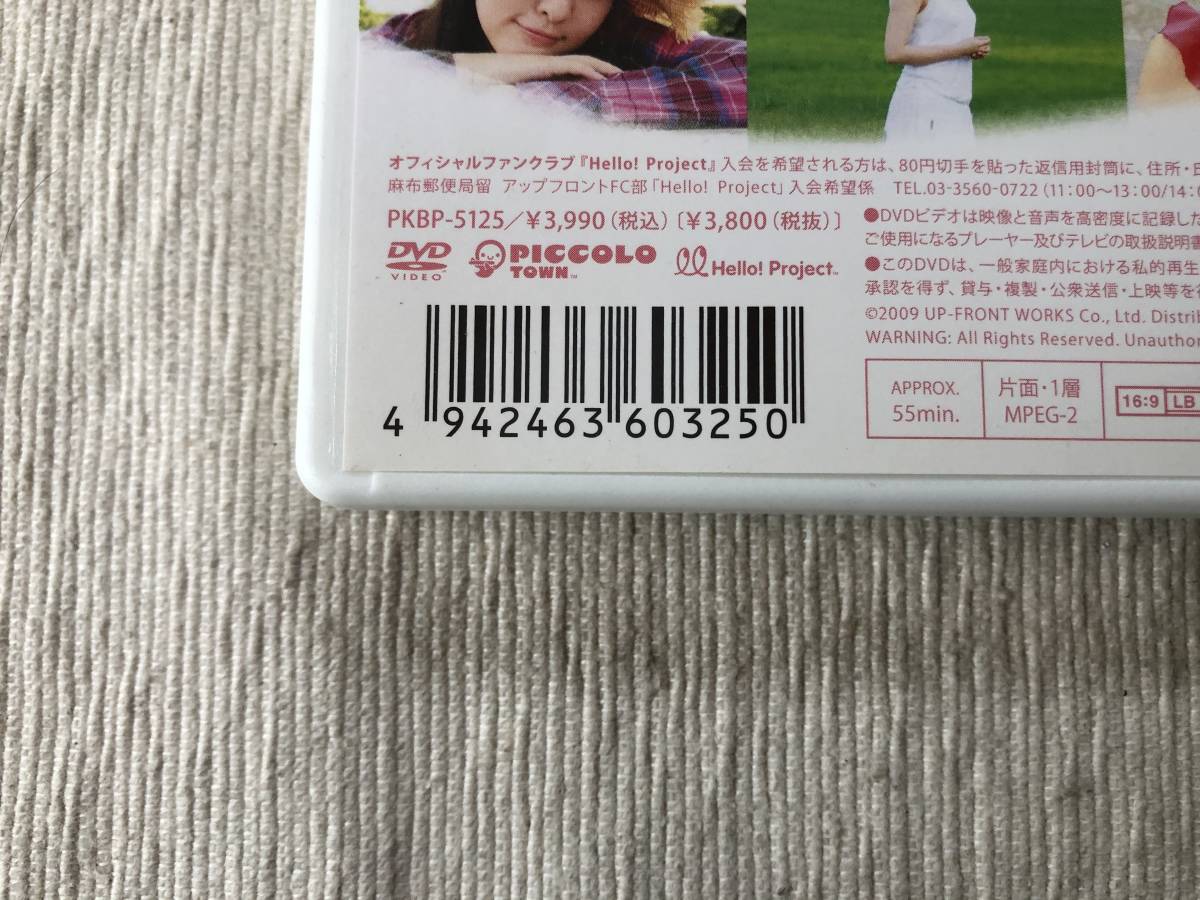 オフィシャルファンクラブ『Hello! Project』入会を希望される方は、80円切手を貼った返信用封筒に、住所・
麻布郵便局留 アップフロントFC部「Hello! Project」入会希望係 TEL.03-3560-0722 (11:00～13:00/14:
PKBP-5125/¥3,990(税込)〔¥3,800(税抜)〕
●DVDビデオは映像と音声を高密度に記録した
ご使用になるプレーヤー及びテレビの取扱説明書
DVD VIDEO
PICCOLO TOWN™
Hello! Project™
●このDVDは、一般家庭内における私的再生
承認を得ず、賃与・複製・公衆送信・上映等を
©2009 UP-FRONT WORKS Co., Ltd. Distrib
WARNING: All Rights Reserved. Unauthor
APPROX. 55min.
片面・1層 MPEG-2
16:9 LB
4 942463 603250